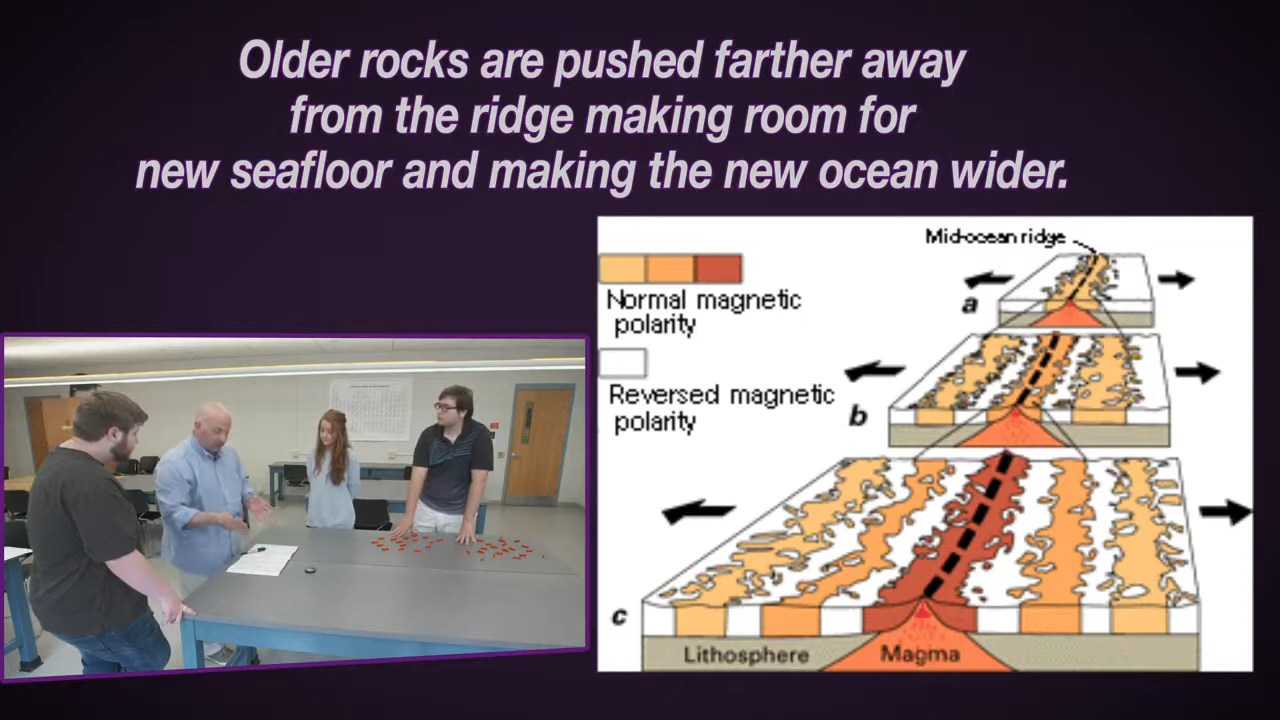 Older rocks are pushed farther away
from the ridge making room for
new seafloor and making the new ocean wider.
Mid-ocean ridge
Normal magnetic
polarity
a
Reversed magnetic
polarity
b
c
Lithosphere
Magma